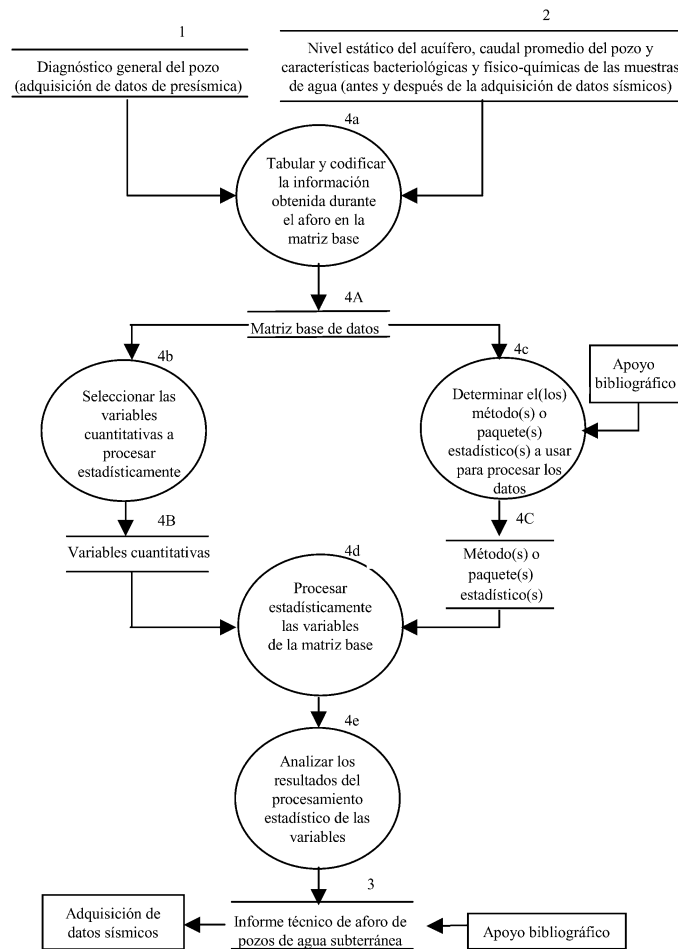 1
Diagnóstico general del pozo
(adquisición de datos de presísmica)
2
Nivel estático del acuífero, caudal promedio del pozo y
características bacteriológicas y físico-químicas de las muestras
de agua (antes y después de la adquisición de datos sísmicos)
4a
Tabular y codificar
la información
obtenida durante
el aforo en la
matriz base
4A
Matriz base de datos
4b
Seleccionar las
variables
cuantitativas a
procesar
estadísticamente
4c
Determinar el(los)
método(s) o
paquete(s)
estadístico(s) a usar
para procesar los
datos
Apoyo
bibliográfico
4B
Variables cuantitativas
4C
Método(s) o
paquete(s)
estadístico(s)
4d
Procesar
estadísticamente
las variables
de la matriz base
4e
Analizar los
resultados del
procesamiento
estadístico de las
variables
3
Informe técnico de aforo de
pozos de agua subterránea
Adquisición de
datos sísmicos
Apoyo bibliográfico